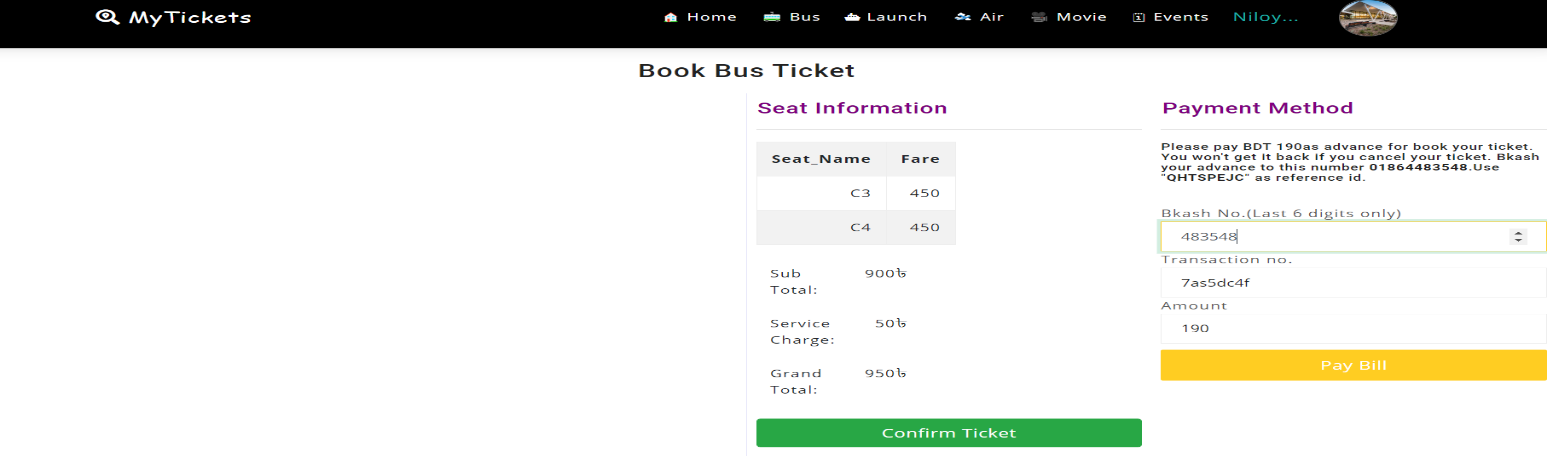 MyTickets
Home Bus Launch Air Movie Events Niloy...
Book Bus Ticket
Seat Information
Seat_Name Fare
C3 450
C4 450
Sub Total: 900৳
Service Charge: 50৳
Grand Total: 950৳
Confirm Ticket
Payment Method
Please pay BDT 190as advance for book your ticket.
You won't get it back if you cancel your ticket. Bkash
your advance to this number 01864483548.Use
"QHTSPEJC" as reference id.
Bkash No.(Last 6 digits only)
483548
Transaction no.
7as5dc4f
Amount
190
Pay Bill